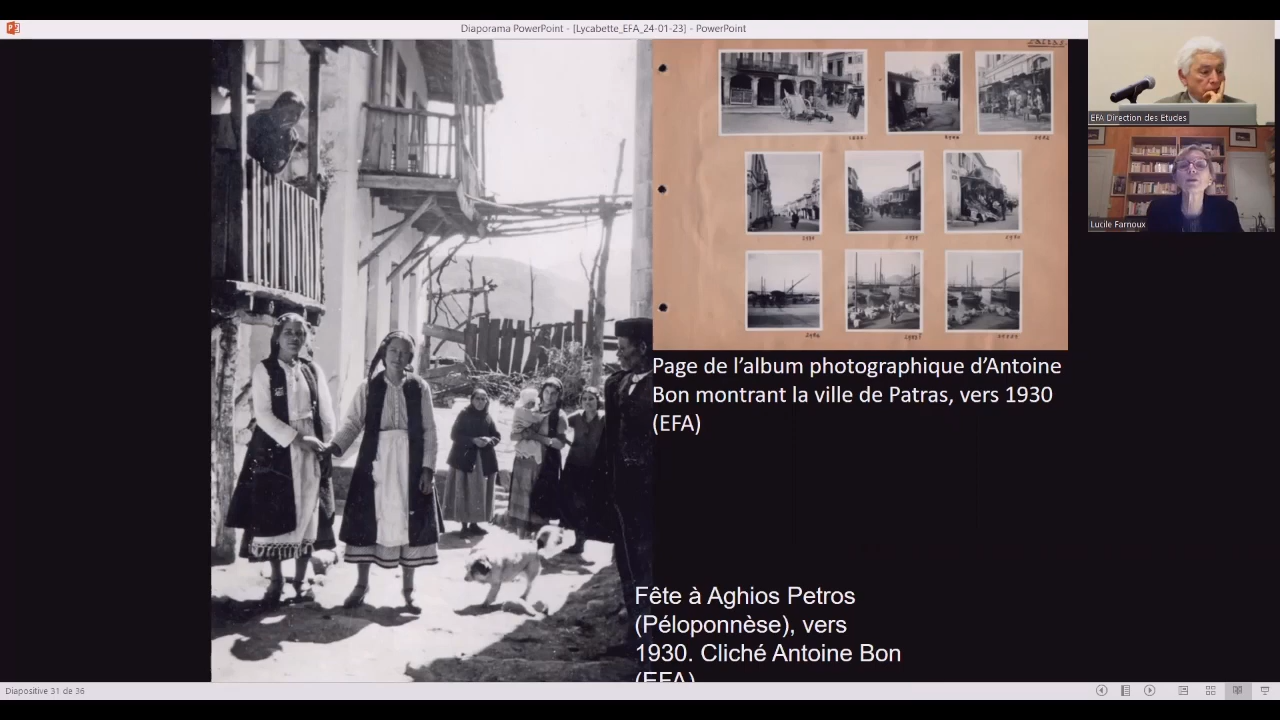 Diaporama PowerPoint - [Lycabette_EFA_24-01-23] - PowerPoint
EFA Direction des Etudes
Lucile Farnoux
Page de l’album photographique d’Antoine
Bon montrant la ville de Patras, vers 1930
(EFA)
Fête à Aghios Petros
(Péloponnèse), vers
1930. Cliché Antoine Bon
(EFA)
Diapositive 31 de 36